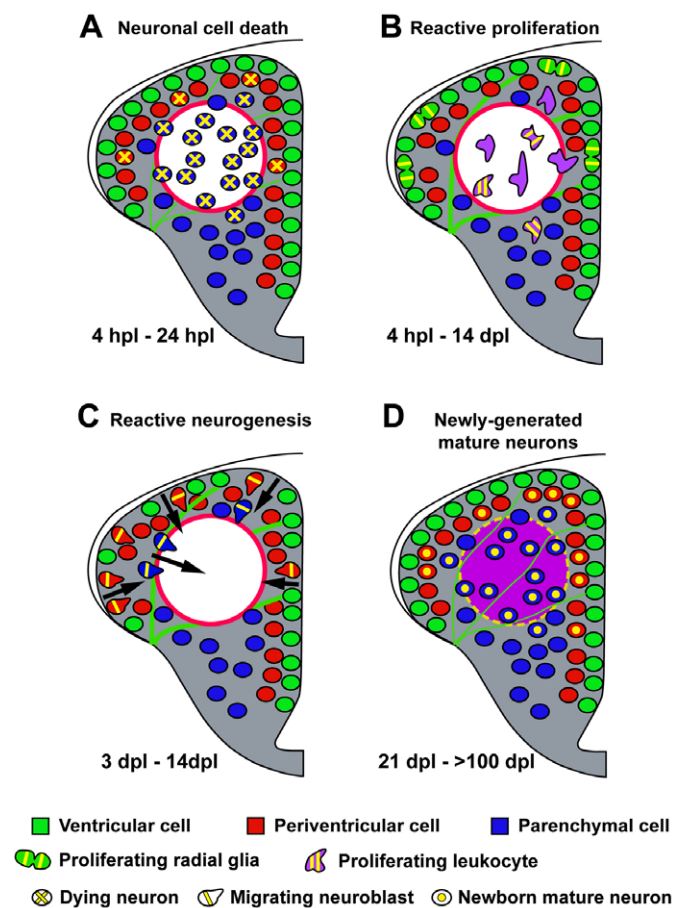 A Neuronal cell death
B Reactive proliferation
4 hpl - 24 hpl
4 hpl - 14 dpl
C Reactive neurogenesis
D Newly-generated
mature neurons
3 dpl - 14dpl
21 dpl - >100 dpl
Ventricular cell
Periventricular cell
Parenchymal cell
Proliferating radial glia
Proliferating leukocyte
Dying neuron
Migrating neuroblast
Newborn mature neuron